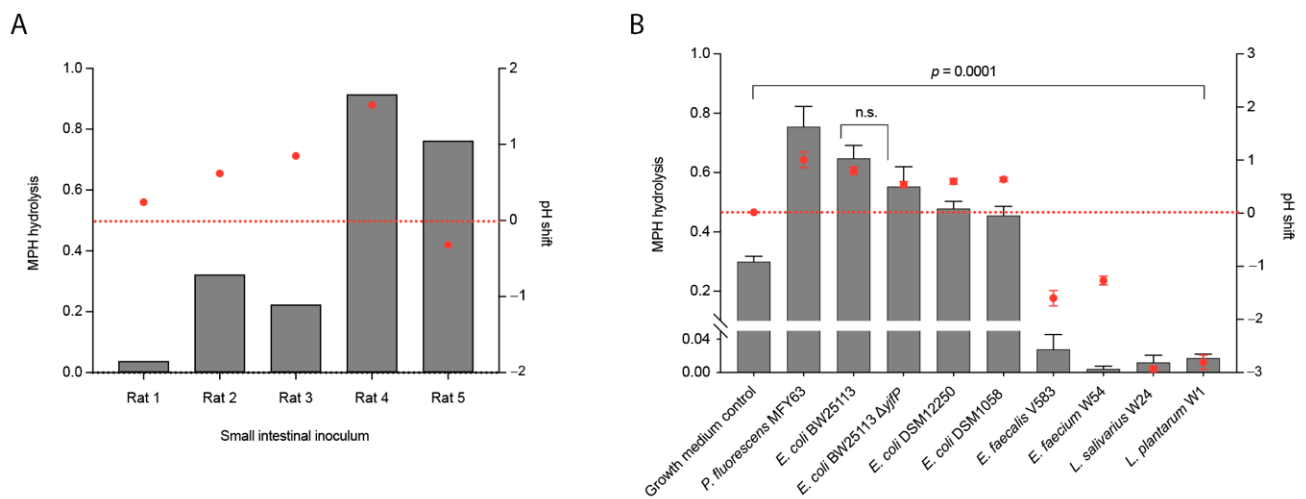 A
B
1.0
0.8
0.6
0.4
0.2
0.0
MPH hydrolysis
2
1
0
−1
−2
pH shift
Rat 1 Rat 2 Rat 3 Rat 4 Rat 5
Small intestinal inoculum
1.0
0.8
0.6
0.4
0.2
0.04
0.00
MPH hydrolysis
p = 0.0001
n.s.
3
2
1
0
−1
−2
−3
pH shift
Growth medium control
P. fluorescens MFY63
E. coli BW25113
E. coli BW25113 ΔyjfP
E. coli DSM12250
E. coli DSM1058
E. faecalis V583
E. faecium W54
L. salivarius W24
L. plantarum W1